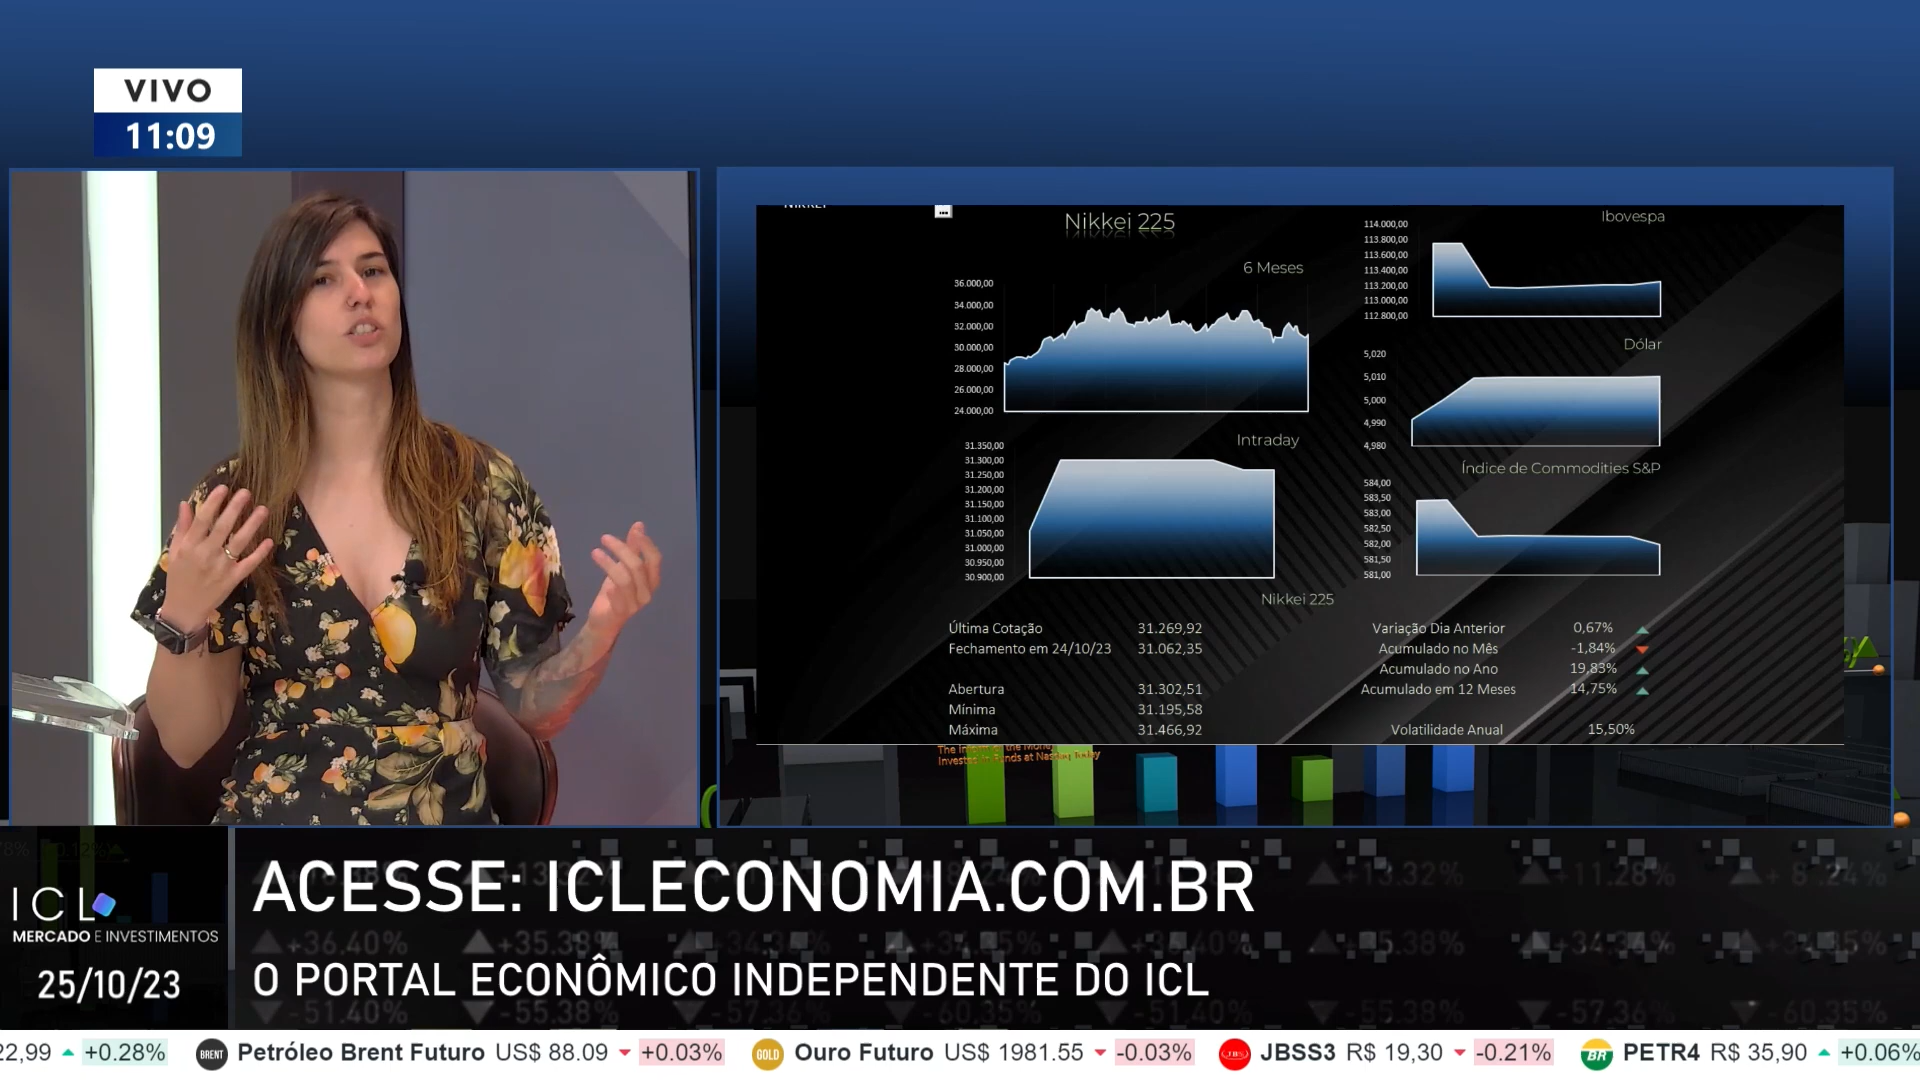 VIVO
11:09
Nikkei 225
6 Meses
36.000,00
34.000,00
32.000,00
30.000,00
28.000,00
26.000,00
24.000,00
Intraday
31.350,00
31.300,00
31.250,00
31.200,00
31.150,00
31.100,00
31.050,00
31.000,00
30.950,00
30.900,00
Ibovespa
114.000,00
113.800,00
113.600,00
113.400,00
113.200,00
113.000,00
112.800,00
Dólar
5,020
5,010
5,000
4,990
4,980
Índice de Commodities S&P
584,00
583,50
583,00
582,50
582,00
581,50
581,00
Nikkei 225
Última Cotação 31.269,92
Fechamento em 24/10/23 31.062,35
Abertura 31.302,51
Mínima 31.195,58
Máxima 31.466,92
Variação Dia Anterior 0,67%
Acumulado no Mês -1,84%
Acumulado no Ano 19,83%
Acumulado em 12 Meses 14,75%
Volatilidade Anual 15,50%
ICL
MERCADO E INVESTIMENTOS
25/10/23
ACESSE: ICLECONOMIA.COM.BR
O PORTAL ECONÔMICO INDEPENDENTE DO ICL
22,99 +0.28% BRENT Petróleo Brent Futuro US$ 88.09 +0.03% GOLD Ouro Futuro US$ 1981.55 -0.03% JBS JBSS3 R$ 19,30 -0.21% BR PETR4 R$ 35,90 +0.06%